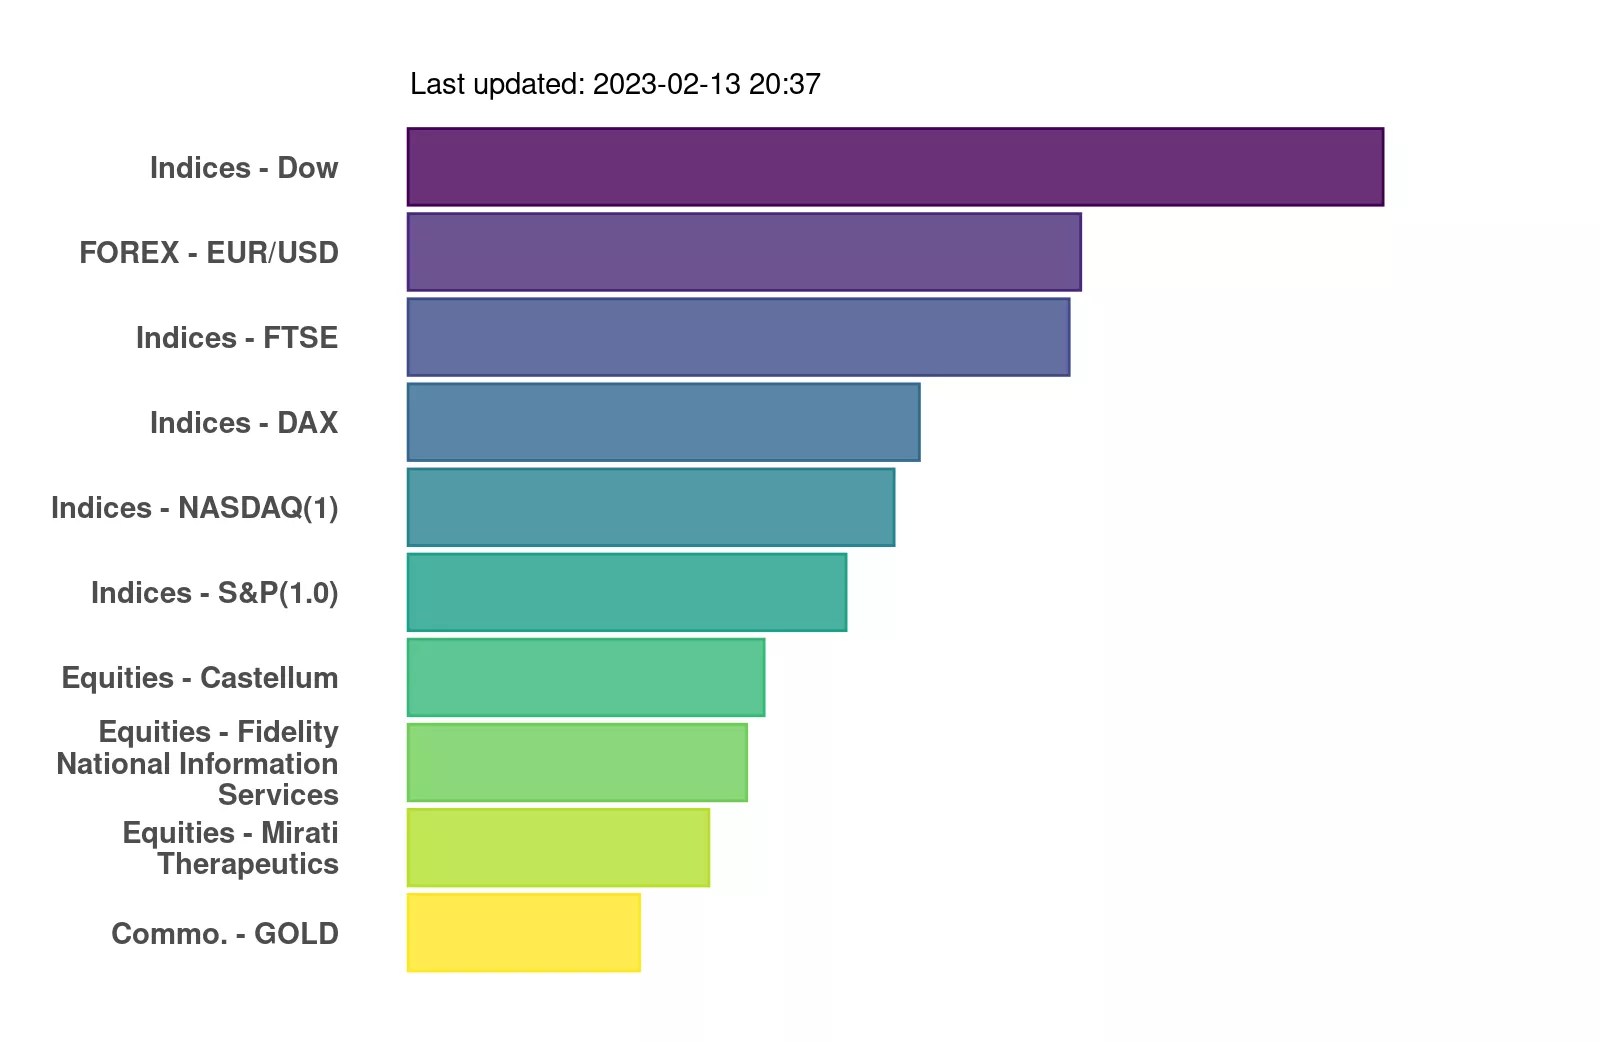 Last updated: 2023-02-13 20:37
Indices - Dow
FOREX - EUR/USD
Indices - FTSE
Indices - DAX
Indices - NASDAQ(1)
Indices - S&P(1.0)
Equities - Castellum
Equities - Fidelity
National Information
Services
Equities - Mirati
Therapeutics
Commo. - GOLD